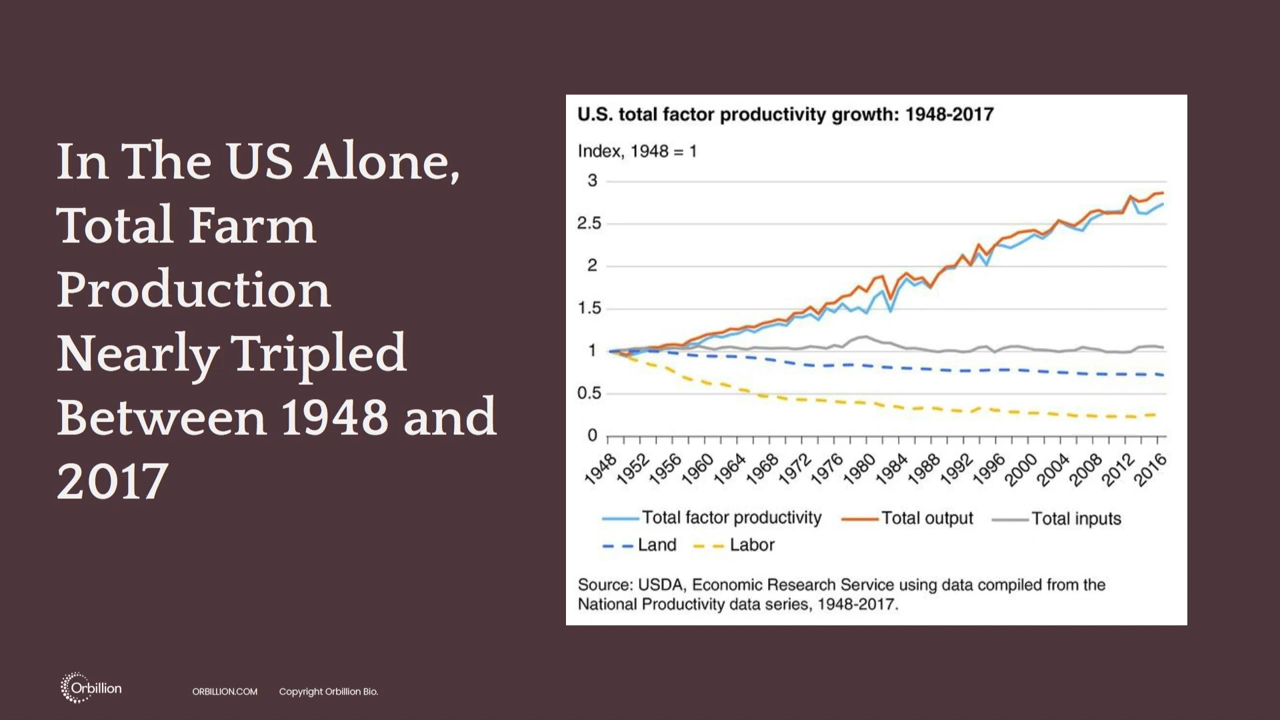 In The US Alone,
Total Farm
Production
Nearly Tripled
Between 1948 and
2017
U.S. total factor productivity growth: 1948-2017
Index, 1948 = 1
3
2.5
2
1.5
1
0.5
0
1948 1952 1956 1960 1964 1968 1972 1976 1980 1984 1988 1992 1996 2000 2004 2008 2012 2016
Total factor productivity Total output Total inputs
Land Labor
Source: USDA, Economic Research Service using data compiled from the
National Productivity data series, 1948-2017.
Orbillion ORBILLION.COM Copyright Orbillion Bio.